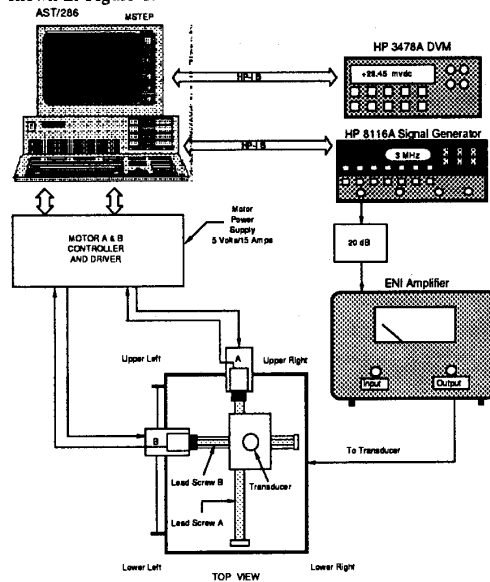 AST/286
MSTEP
HP 3478A DVM
+28.45 mvdc
HP-IB
HP 8116A Signal Generator
3 MHz
HP-IB
Motor
Power
Supply
5 Volts/15 Amps
MOTOR A & B
CONTROLLER
AND DRIVER
20 dB
ENI Amplifier
Input
Output
Upper Left
A
Upper Right
B
To Transducer
Lead Screw B
Transducer
Lead Screw A
Lower Left
Lower Right
TOP VIEW